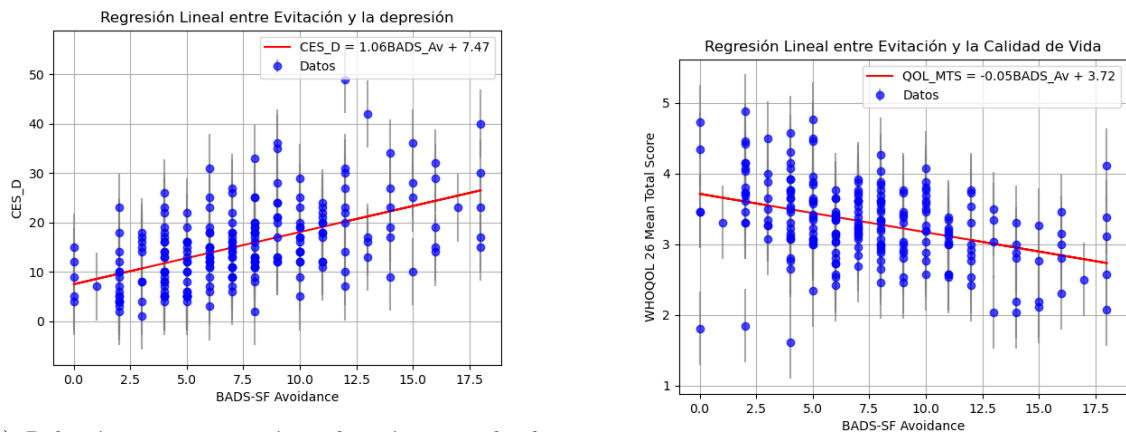 Regresión Lineal entre Evitación y la depresión
CES_D = 1.06BADS_Av + 7.47
Datos
50
40
30
20
10
0
CES_D
0.0 2.5 5.0 7.5 10.0 12.5 15.0 17.5
BADS-SF Avoidance
Regresión Lineal entre Evitación y la Calidad de Vida
QOL_MTS = -0.05BADS_Av + 3.72
Datos
5
4
3
2
1
WHOQOL 26 Mean Total Score
0.0 2.5 5.0 7.5 10.0 12.5 15.0 17.5
BADS-SF Avoidance